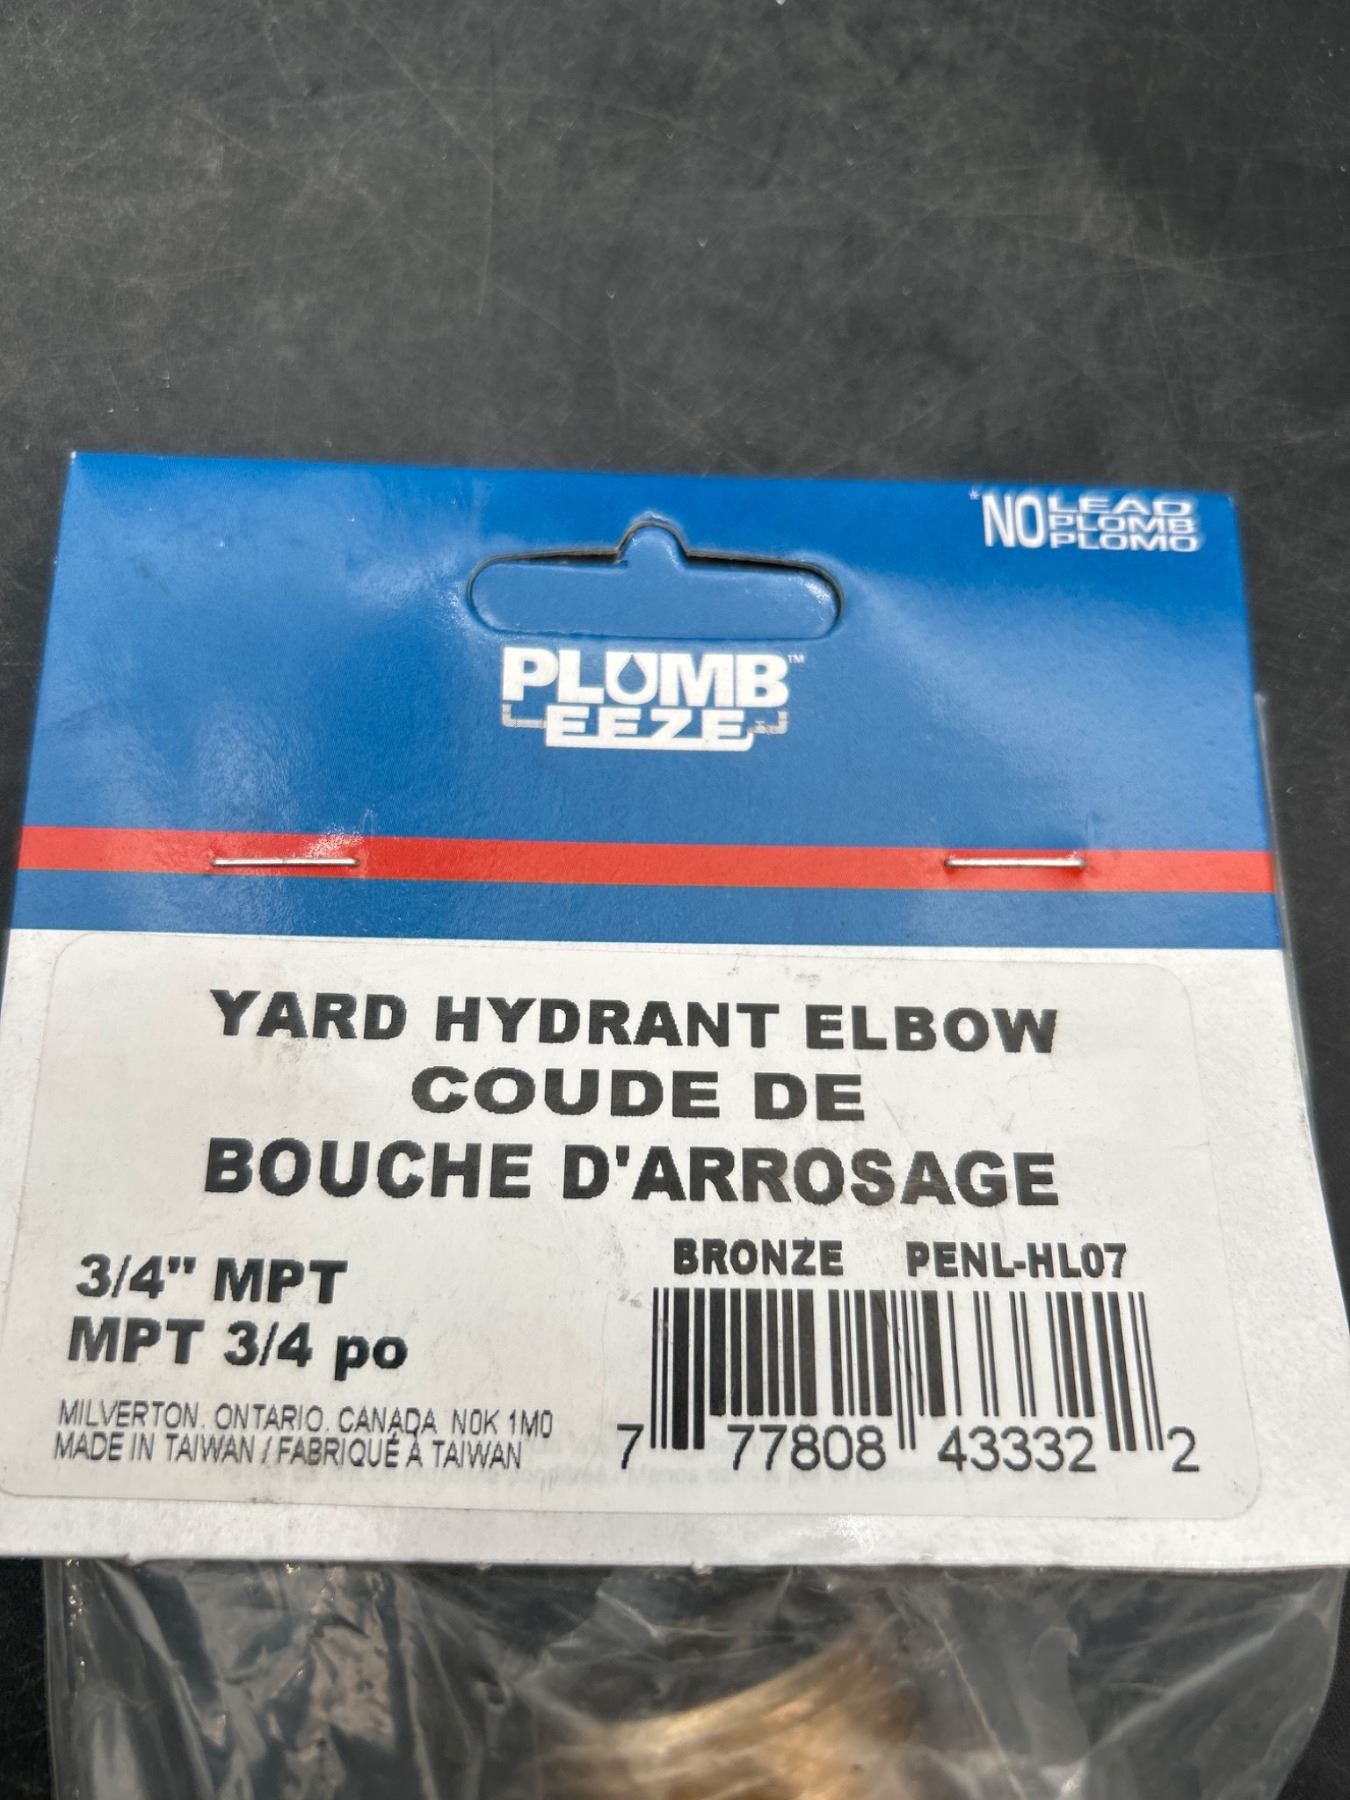 *NO LEAD
PLOMB
PLOMO
PLUMB™
EEZE
YARD HYDRANT ELBOW
COUDE DE
BOUCHE D'ARROSAGE
BRONZE PENL-HL07
3/4" MPT
MPT 3/4 po
MILVERTON, ONTARIO, CANADA N0K 1M0
MADE IN TAIWAN / FABRIQUÉ À TAIWAN
7 77808 43332 2